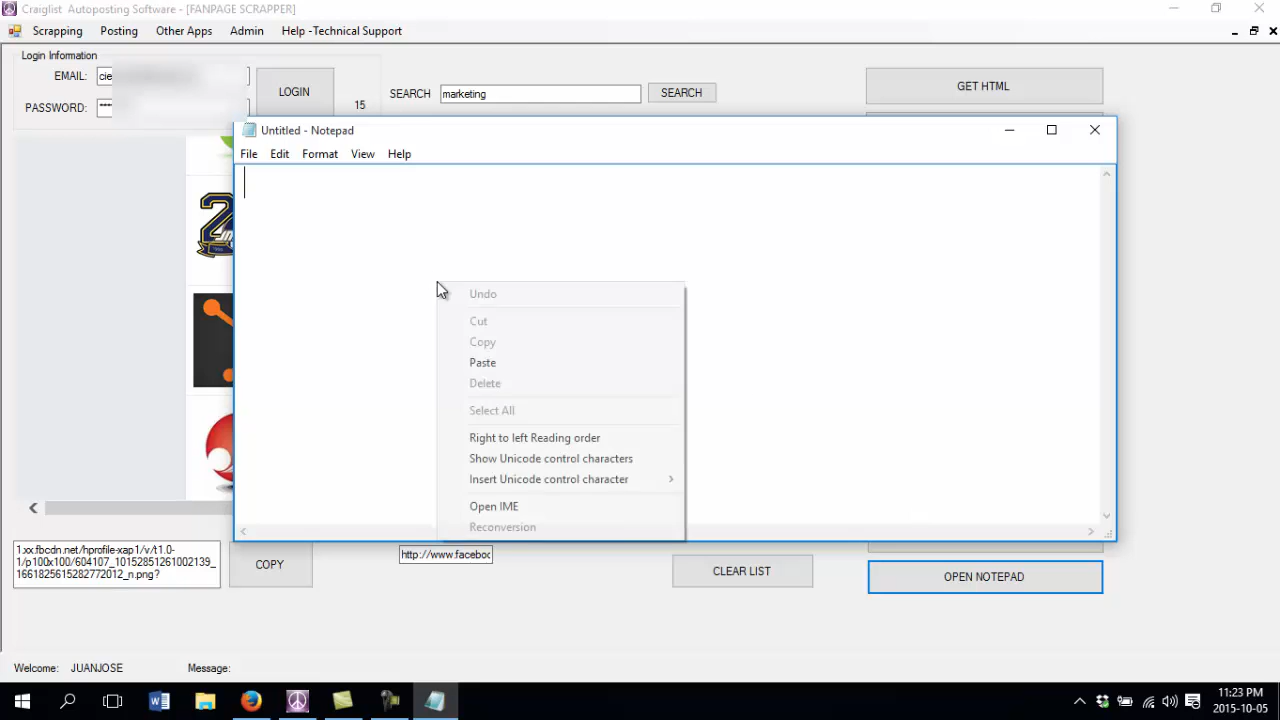 Craiglist Autoposting Software - [FANPAGE SCRAPPER]
Scrapping Posting Other Apps Admin Help -Technical Support
Login Information
EMAIL: cie
LOGIN
PASSWORD: ****
15
SEARCH marketing SEARCH
GET HTML
Untitled - Notepad
File Edit Format View Help
Undo
Cut
Copy
Paste
Delete
Select All
Right to left Reading order
Show Unicode control characters
Insert Unicode control character
Open IME
Reconversion
1.xx.fbcdn.net/hprofile-xap1/v/t1.0-
1/p100x100/604107_10152851261002139_
1661825615282772012_n.png?
COPY
http://www.faceboc
CLEAR LIST
OPEN NOTEPAD
Welcome: JUANJOSE Message:
11:23 PM
2015-10-05